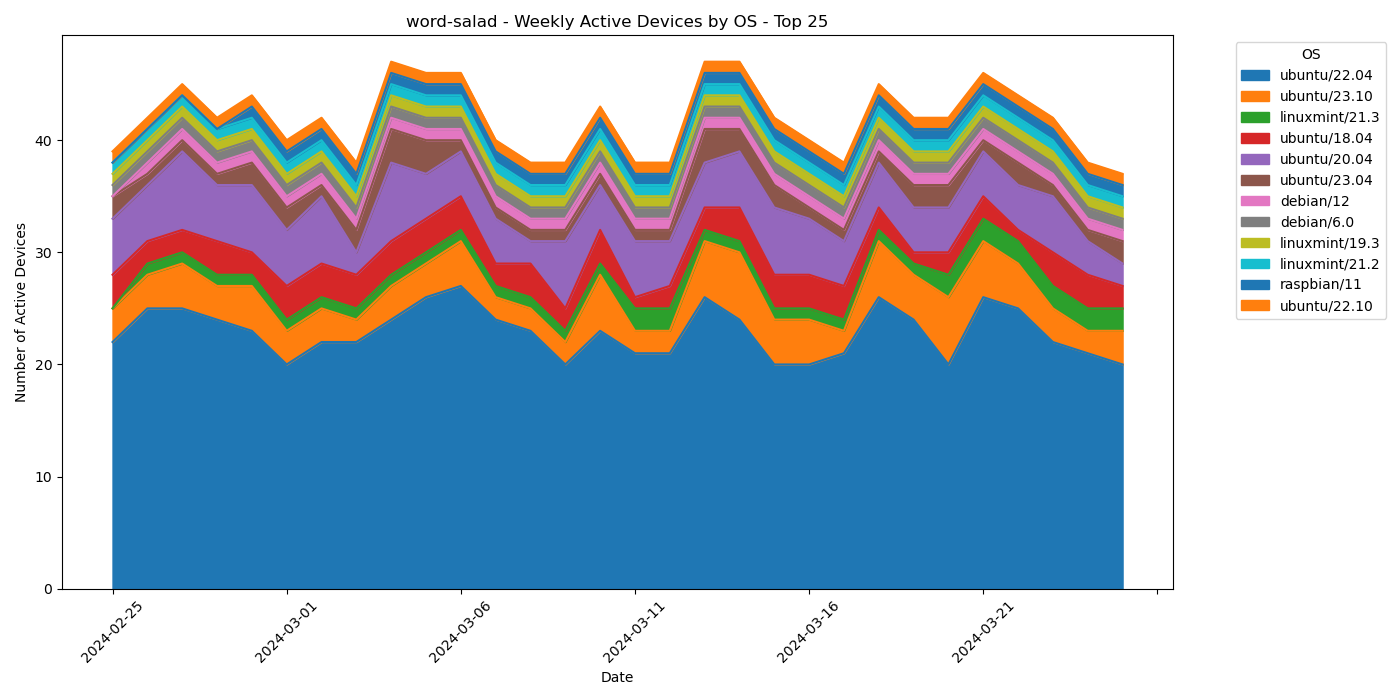 word-salad - Weekly Active Devices by OS - Top 25
OS
ubuntu/22.04
ubuntu/23.10
linuxmint/21.3
ubuntu/18.04
ubuntu/20.04
ubuntu/23.04
debian/12
debian/6.0
linuxmint/19.3
linuxmint/21.2
raspbian/11
ubuntu/22.10
Number of Active Devices
40
30
20
10
0
2024-02-25
2024-03-01
2024-03-06
2024-03-11
2024-03-16
2024-03-21
Date